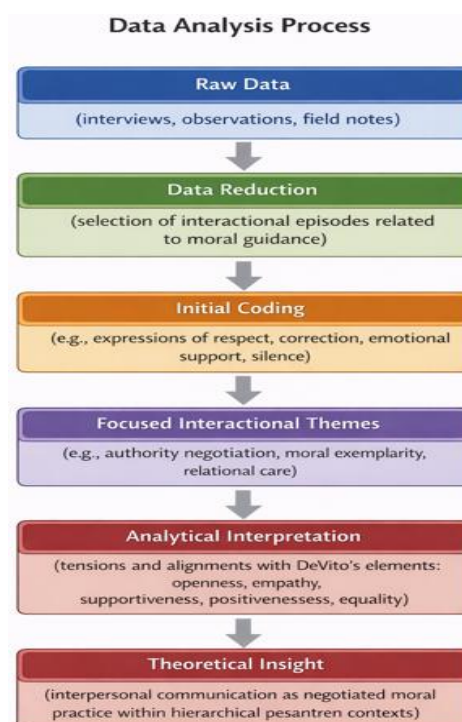 Data Analysis Process
Raw Data
(interviews, observations, field notes)
Data Reduction
(selection of interactional episodes related
to moral guidance)
Initial Coding
(e.g., expressions of respect, correction, emotional
support, silence)
Focused Interactional Themes
(e.g., authority negotiation, moral exemplarity,
relational care)
Analytical Interpretation
(tensions and alignments with DeVito's elements:
openness, empathy,
supportiveness, positivenessess, equality)
Theoretical Insight
(interpersonal communication as negotiated moral
practice within hierarchical pesantren contexts)